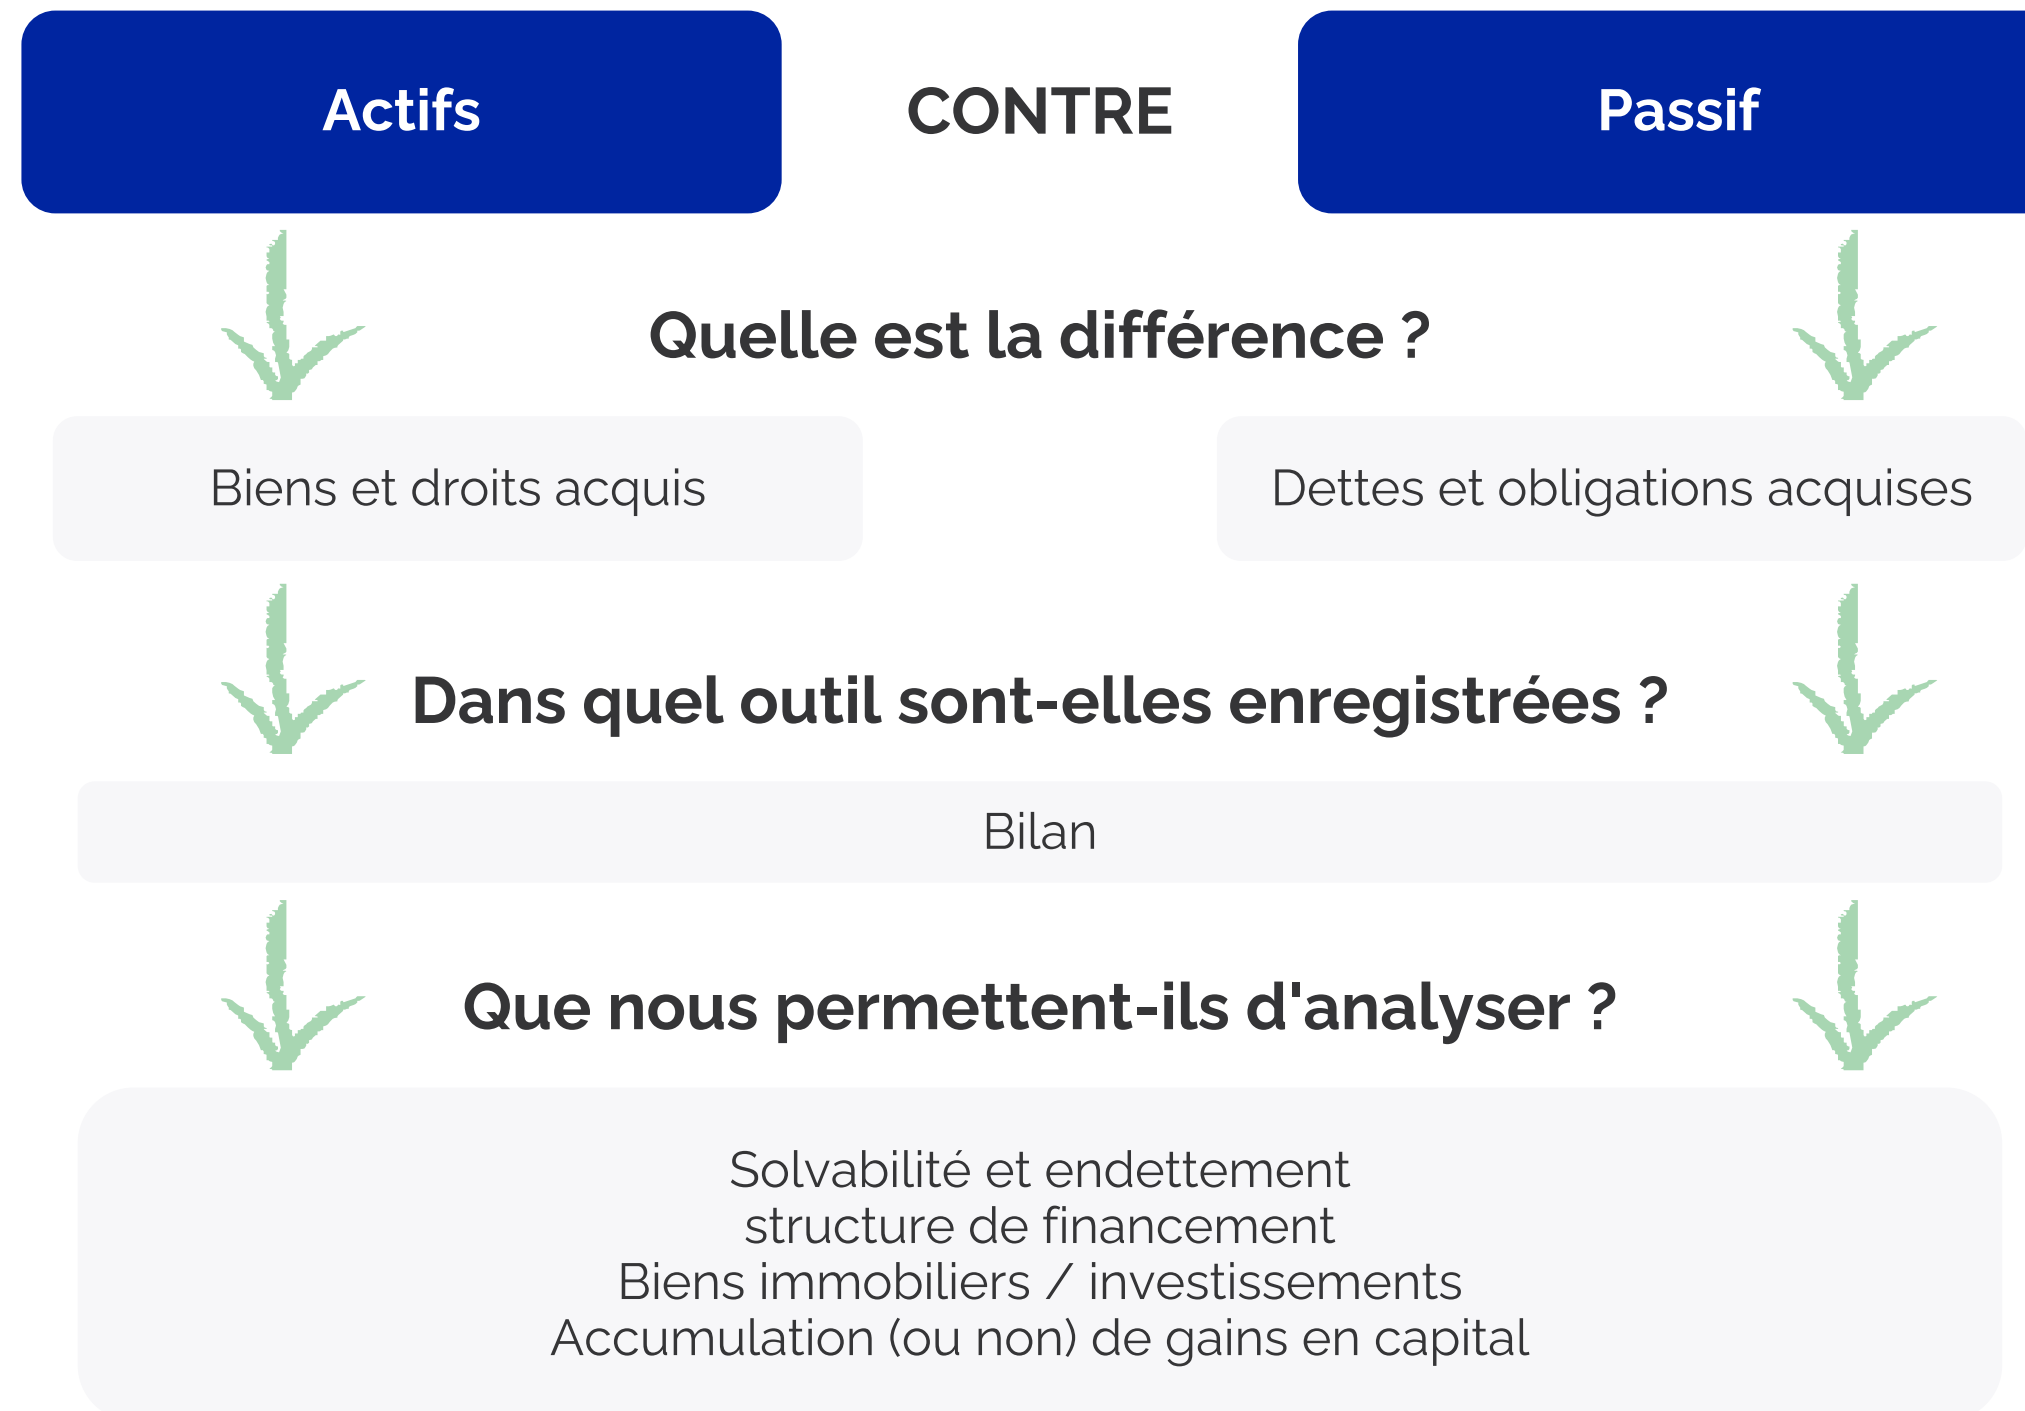 Actifs
CONTRE
Passif
Quelle est la différence ?
Biens et droits acquis
Dettes et obligations acquises
Dans quel outil sont-elles enregistrées ?
Bilan
Que nous permettent-ils d'analyser ?
Solvabilité et endettement
structure de financement
Biens immobiliers / investissements
Accumulation (ou non) de gains en capital